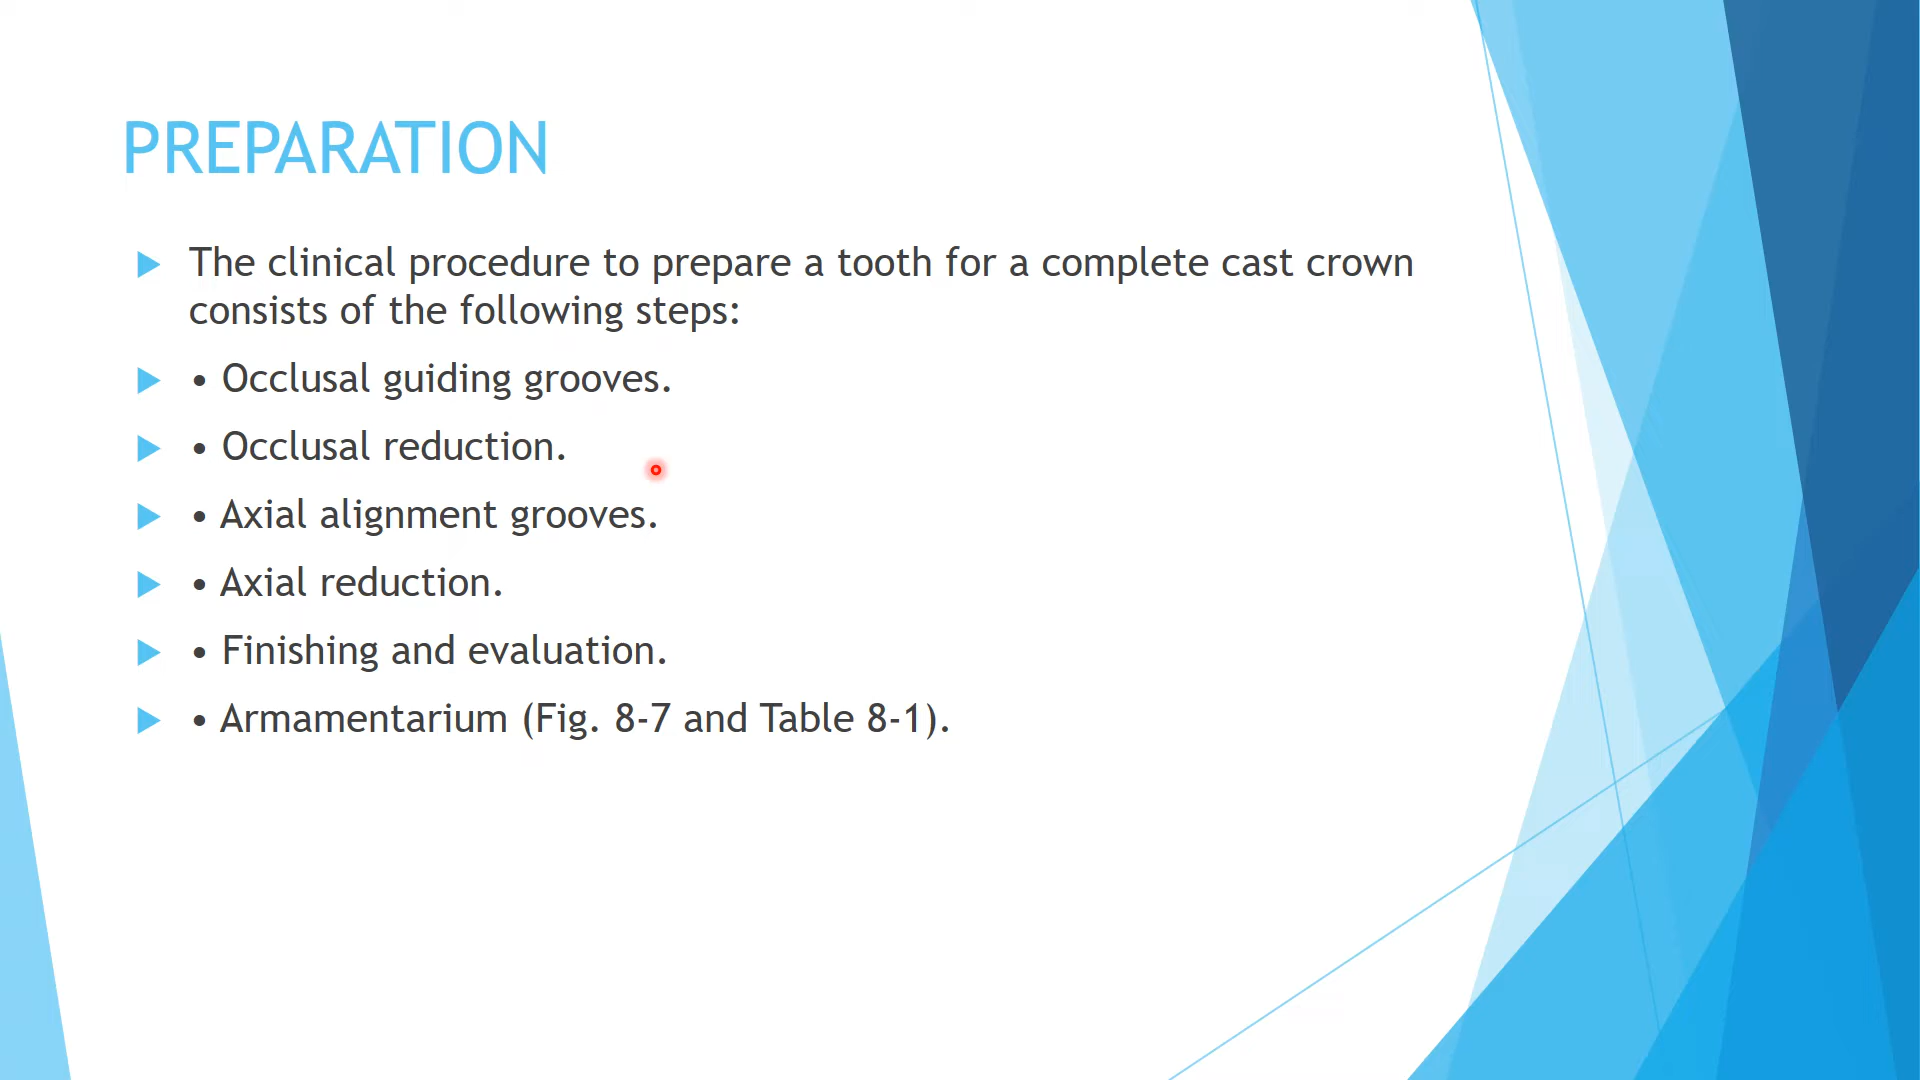 PREPARATION
The clinical procedure to prepare a tooth for a complete cast crown
consists of the following steps:
• Occlusal guiding grooves.
• Occlusal reduction.
• Axial alignment grooves.
• Axial reduction.
• Finishing and evaluation.
• Armamentarium (Fig. 8-7 and Table 8-1).